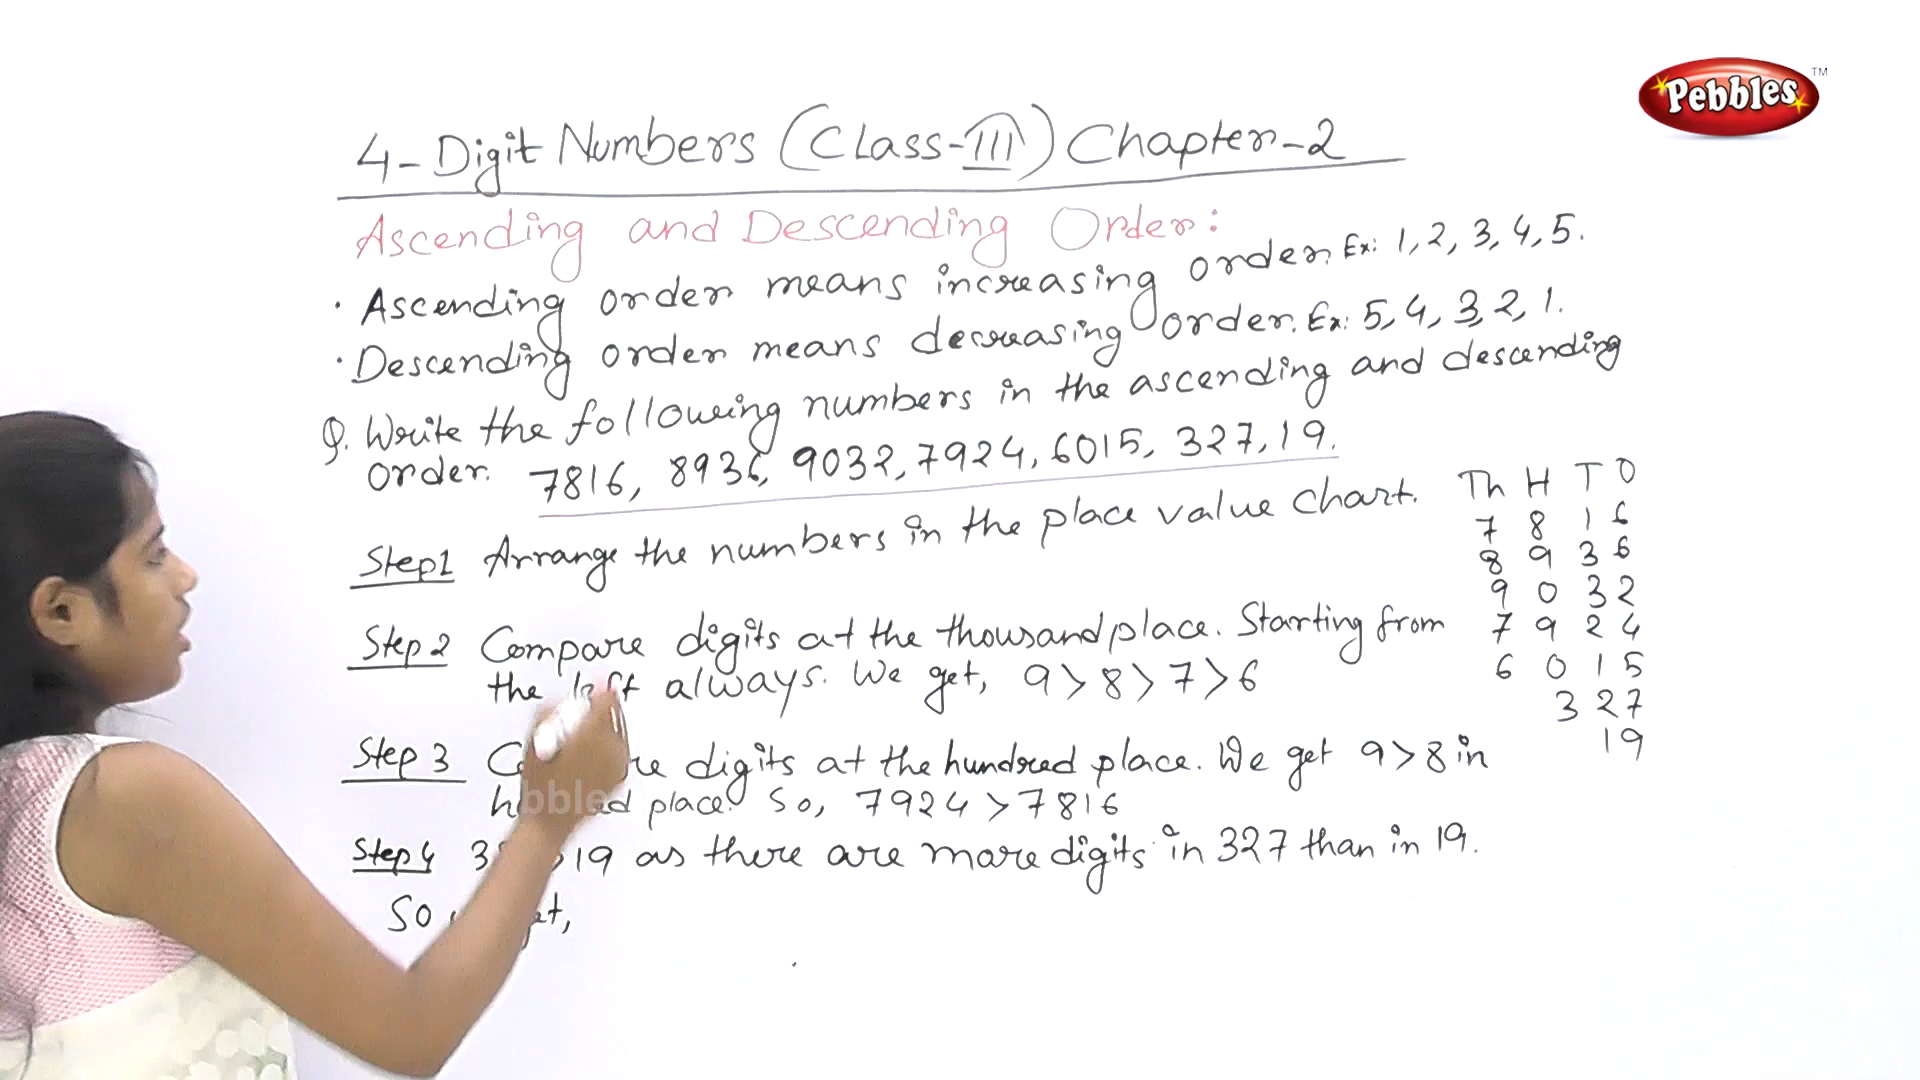 Pebbles TM
4-Digit Numbers (Class-III) Chapter-2
Ascending and Descending Order:
· Ascending order means increasing order. Ex: 1, 2, 3, 4, 5.
· Descending order means decreasing order. Ex: 5, 4, 3, 2, 1.
Q. Write the following numbers in the ascending and descending
order. 7816, 8936, 9032, 7924, 6015, 327, 19.
Step 1 Arrange the numbers in the place value chart.
Step 2 Compare digits at the thousand place. Starting from
the left always. We get, 9 > 8 > 7 > 6
Step 3 digits at the hundred place. We get 9 > 8 in
place. So, 7924 > 7816
Step 4 19 as there are more digits in 327 than in 19.
So
Th H T O
7 8 1 6
8 9 3 6
9 0 3 2
7 9 2 4
6 0 1 5
3 2 7
1 9